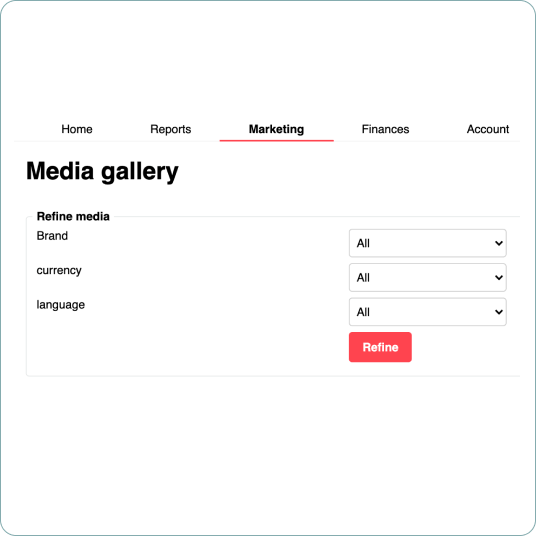 Home Reports Marketing Finances Account
Media gallery
Refine media
Brand All
currency All
language All
Refine